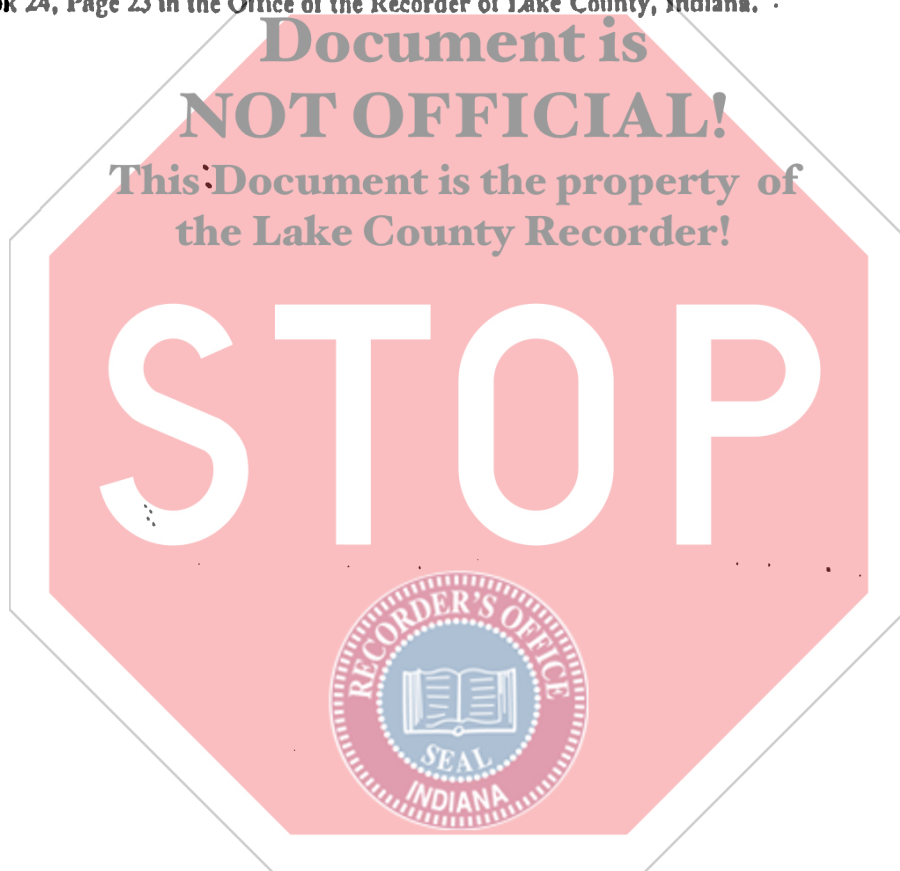 24, Page 23 in the Office of the Recorder of Lake County, Indiana.
Document is
NOT OFFICIAL!
This Document is the property of
the Lake County Recorder!
STOP
RECORDER'S OFFICE
SEAL
INDIANA